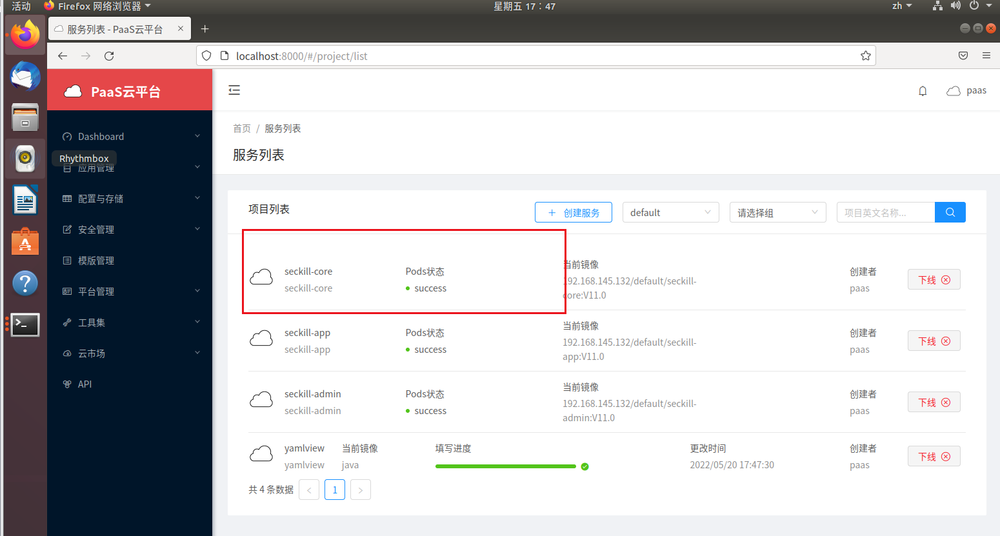 活动 Firefox 网络浏览器 星期五 17：47 zh
服务列表 - PaaS云平台
localhost:8000/#/project/list
PaaS云平台
paas
Dashboard
Rhythmbox
应用管理
配置与存储
安全管理
模版管理
平台管理
工具集
云市场
API
首页 / 服务列表
服务列表
项目列表
创建服务 default 请选择组 项目英文名称...
seckill-core Pods状态 当前镜像 创建者
seckill-core success 192.168.145.132/default/seckill-core:V11.0 paas 下线
seckill-app Pods状态 当前镜像 创建者
seckill-app success 192.168.145.132/default/seckill-app:V11.0 paas 下线
seckill-admin Pods状态 当前镜像 创建者
seckill-admin success 192.168.145.132/default/seckill-admin:V11.0 paas 下线
yamlview 当前镜像 填写进度 更改时间 创建者
yamlview java 2022/05/20 17:47:30 paas 下线
共 4 条数据 < 1 >